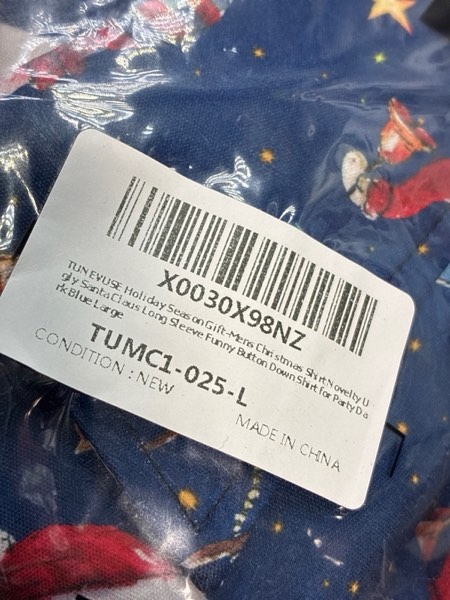 X0030X98NZ
TUNEVUSE Holiday Season Gift-Mens Christmas Shirt Novelty U
gly Santa Claus Long Sleeve Funny Button Down Shirt for Party Da
rk Blue Large
TUMC1-025-L
CONDITION : NEW
MADE IN CHINA